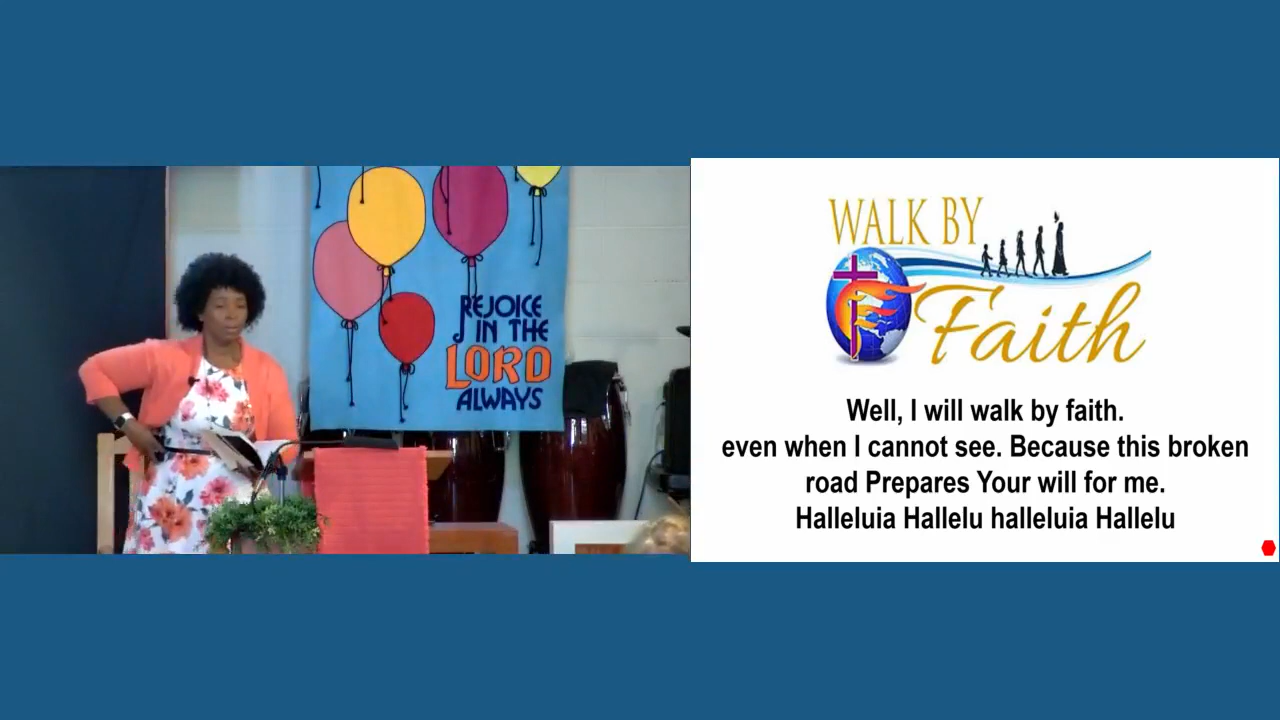 REJOICE
IN THE
LORD
ALWAYS
WALK BY
Faith
Well, I will walk by faith.
even when I cannot see. Because this broken
road Prepares Your will for me.
Halleluia Hallelu halleluia Hallelu